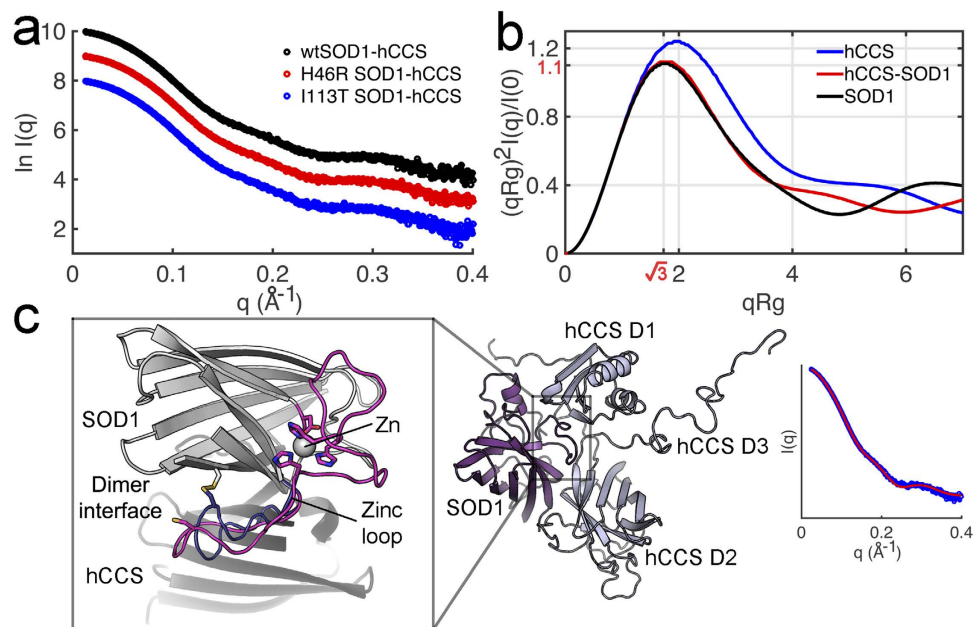 a
10
8
6
4
2
ln I(q)
wtSOD1-hCCS
H46R SOD1-hCCS
I113T SOD1-hCCS
0 0.1 0.2 0.3 0.4
q (Å-1)
b
1.2
1.1
0.8
0.4
0
(qRg)2I(q)/I(0)
hCCS
hCCS-SOD1
SOD1
0 √3 2 4 6
qRg
c
SOD1
Zn
Dimer
interface
Zinc
loop
hCCS
hCCS D1
hCCS D3
SOD1
hCCS D2
I(q)
0 0.2 0.4
q (Å-1)